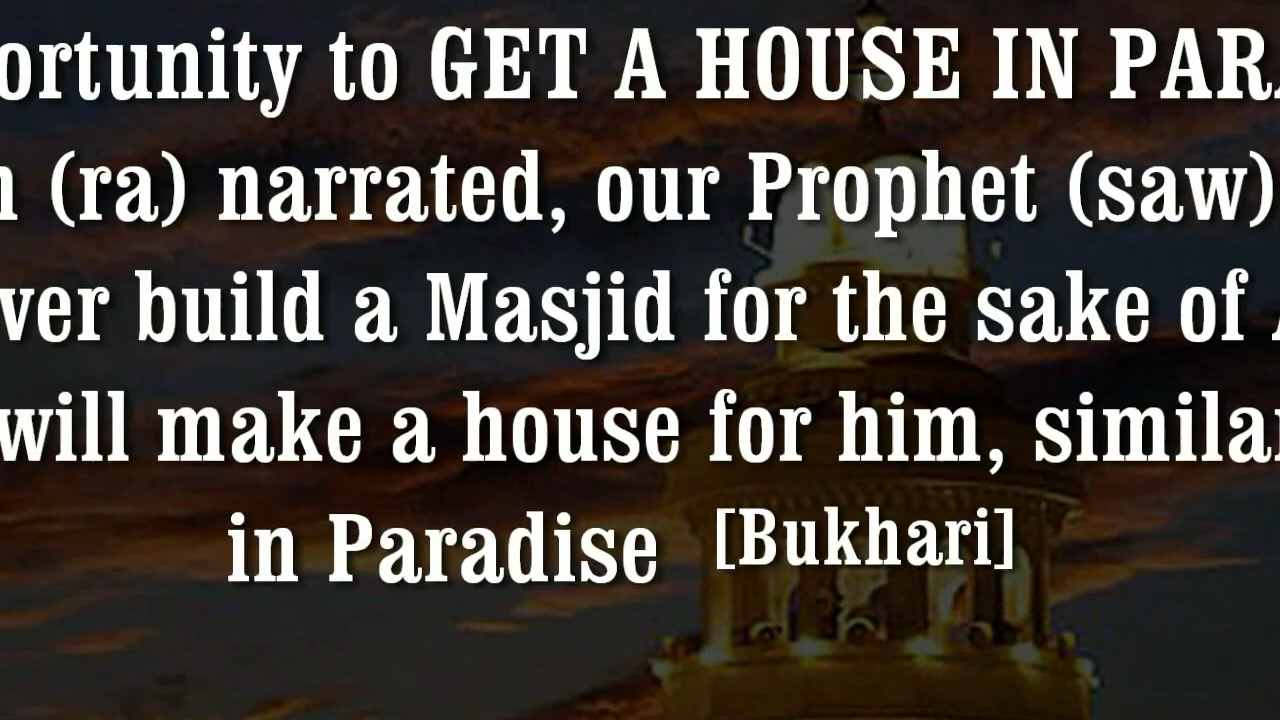 ortunity to GET A HOUSE IN PAR
(ra) narrated, our Prophet (saw)
ver build a Masjid for the sake of
will make a house for him, simila
in Paradise [Bukhari]